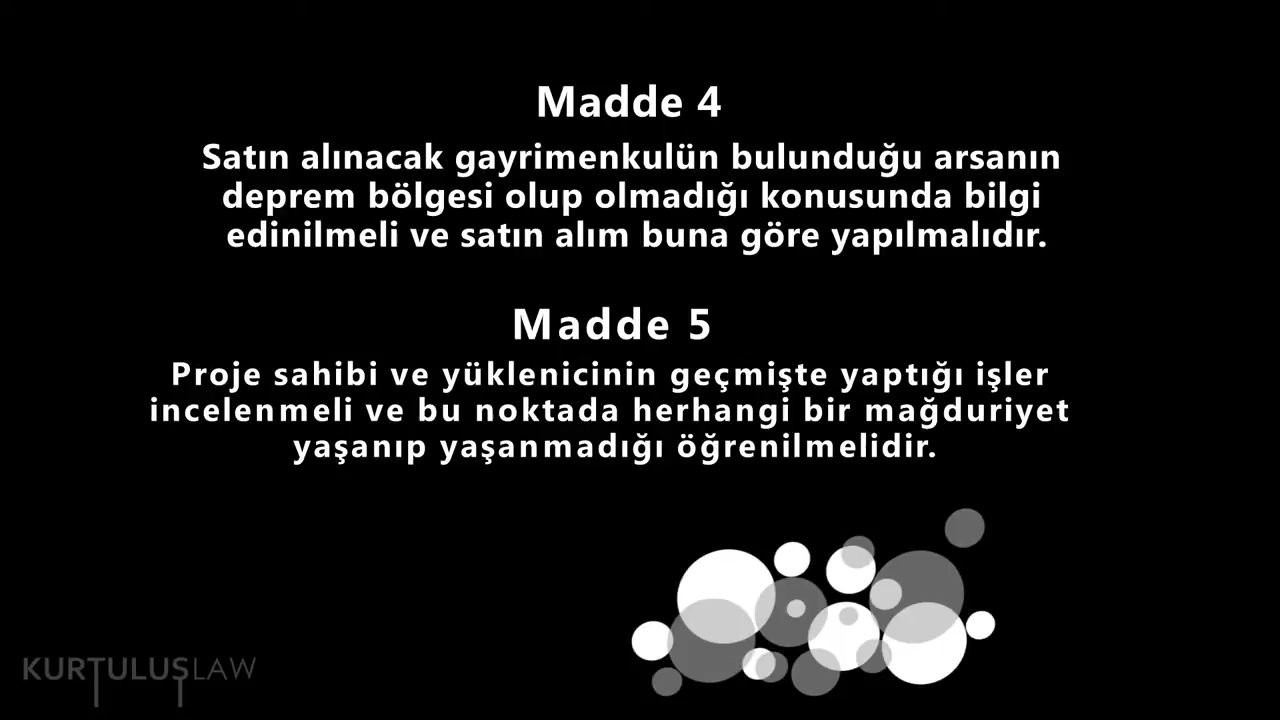 Madde 4
Satın alınacak gayrimenkulün bulunduğu arsanın
deprem bölgesi olup olmadığı konusunda bilgi
edinilmeli ve satın alım buna göre yapılmalıdır.
Madde 5
Proje sahibi ve yüklenicinin geçmişte yaptığı işler
incelenmeli ve bu noktada herhangi bir mağduriyet
yaşanıp yaşanmadığı öğrenilmelidir.
KURTULUSLAW